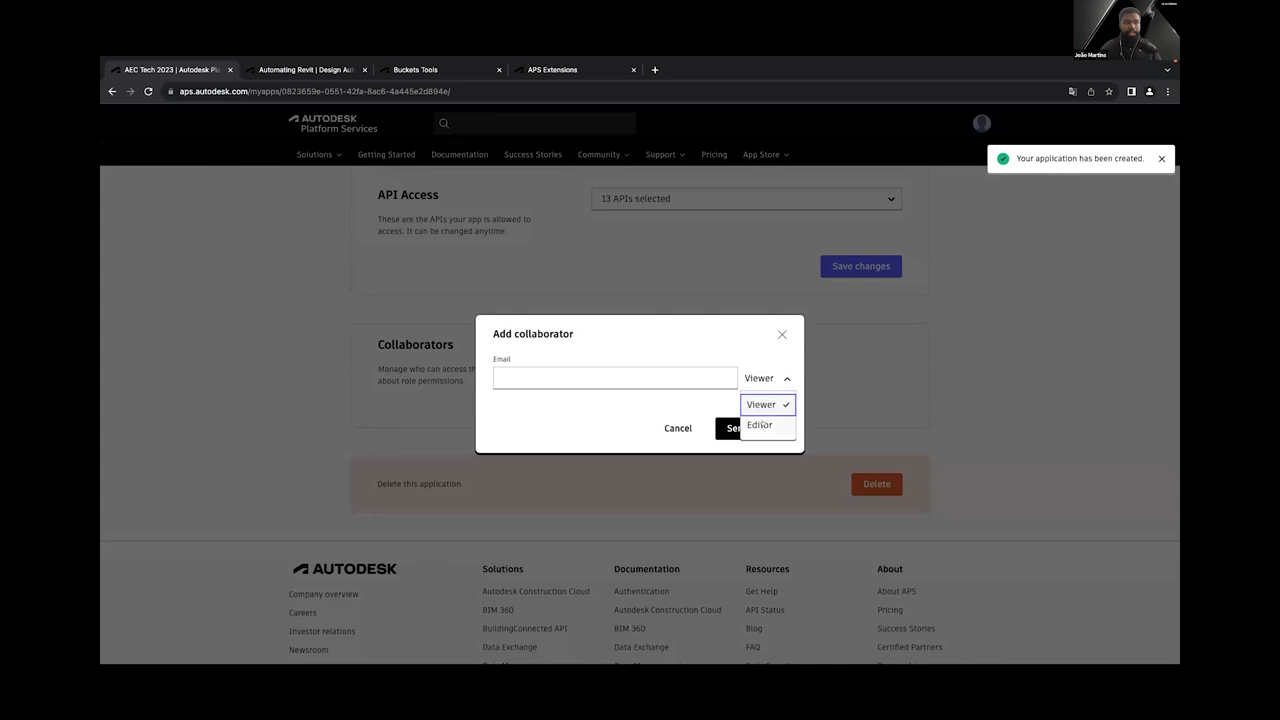 João Martins
AEC Tech 2023 | Autodesk Pla
Automating Revit | Design Aut
Buckets Tools
APS Extensions
aps.autodesk.com/myapps/0823659e-0551-42fa-8ac6-4a445e2d894e/
AUTODESK
Platform Services
Solutions
Getting Started
Documentation
Success Stories
Community
Support
Pricing
App Store
Your application has been created.
API Access
These are the APIs your app is allowed to
access. It can be changed anytime.
13 APIs selected
Save changes
Add collaborator
Email
Viewer
Viewer
Editor
Cancel
Collaborators
Manage who can access th
about role permissions.
Delete this application
Delete
AUTODESK
Company overview
Careers
Investor relations
Newsroom
Solutions
Autodesk Construction Cloud
BIM 360
BuildingConnected API
Data Exchange
Documentation
Authentication
Autodesk Construction Cloud
BIM 360
Data Exchange
Resources
Get Help
API Status
Blog
FAQ
About
About APS
Pricing
Success Stories
Certified Partners